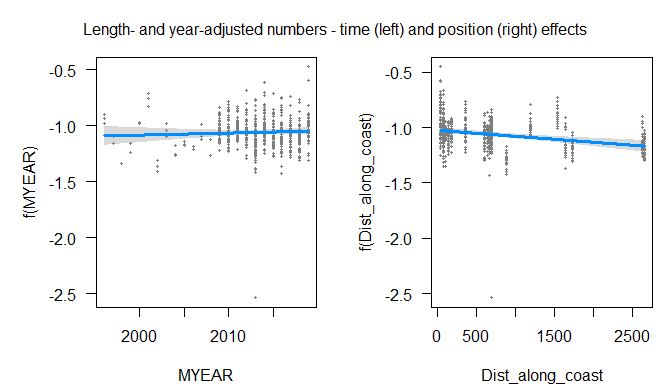 Length- and year-adjusted numbers - time (left) and position (right) effects
f(MYEAR)
-0.5
-1.0
-1.5
-2.0
-2.5
2000 2010
MYEAR
f(Dist_along_coast)
-0.5
-1.0
-1.5
-2.0
-2.5
0 500 1500 2500
Dist_along_coast